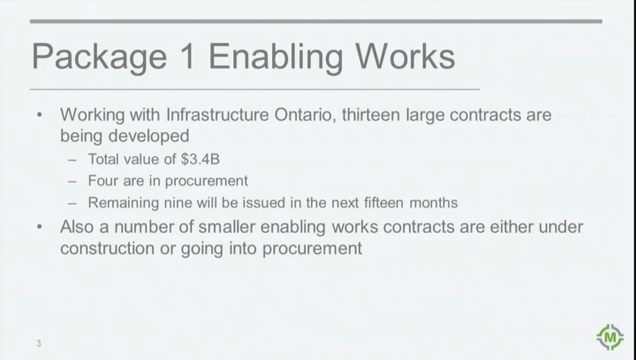 Package 1 Enabling Works
• Working with Infrastructure Ontario, thirteen large contracts are
being developed
– Total value of $3.4B
– Four are in procurement
– Remaining nine will be issued in the next fifteen months
• Also a number of smaller enabling works contracts are either under
construction or going into procurement
3
M